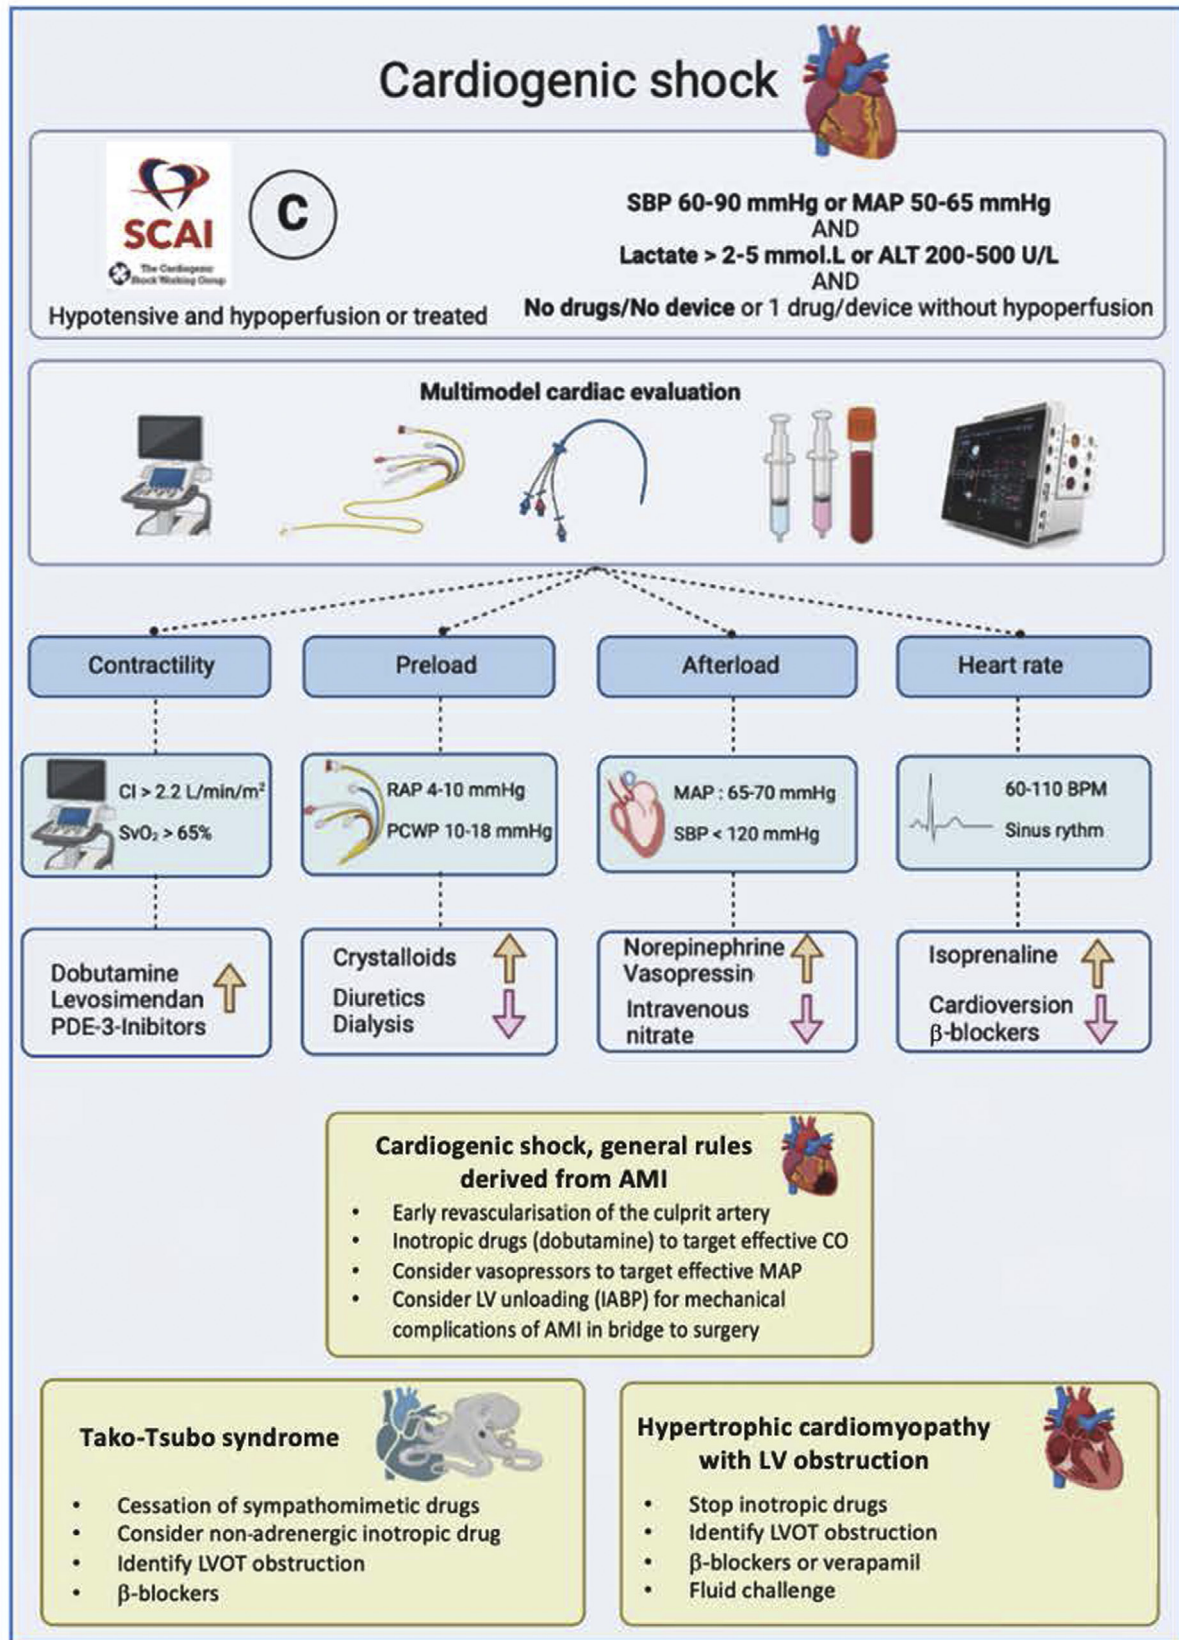 Cardiogenic shock
SCAI
The Cardiogenic
Shock Working Group
C
Hypotensive and hypoperfusion or treated
SBP 60-90 mmHg or MAP 50-65 mmHg
AND
Lactate > 2-5 mmol.L or ALT 200-500 U/L
AND
No drugs/No device or 1 drug/device without hypoperfusion
Multimodel cardiac evaluation
Contractility
Preload
Afterload
Heart rate
CI > 2.2 L/min/m²
SvO₂ > 65%
RAP 4-10 mmHg
PCWP 10-18 mmHg
MAP : 65-70 mmHg
SBP < 120 mmHg
60-110 BPM
Sinus rythm
Dobutamine
Levosimendan
PDE-3-Inibitors
Crystalloids
Diuretics
Dialysis
Norepinephrine
Vasopressin
Intravenous
nitrate
Isoprenaline
Cardioversion
β-blockers
Cardiogenic shock, general rules
derived from AMI
• Early revascularisation of the culprit artery
• Inotropic drugs (dobutamine) to target effective CO
• Consider vasopressors to target effective MAP
• Consider LV unloading (IABP) for mechanical
complications of AMI in bridge to surgery
Tako-Tsubo syndrome
• Cessation of sympathomimetic drugs
• Consider non-adrenergic inotropic drug
• Identify LVOT obstruction
• β-blockers
Hypertrophic cardiomyopathy
with LV obstruction
• Stop inotropic drugs
• Identify LVOT obstruction
• β-blockers or verapamil
• Fluid challenge